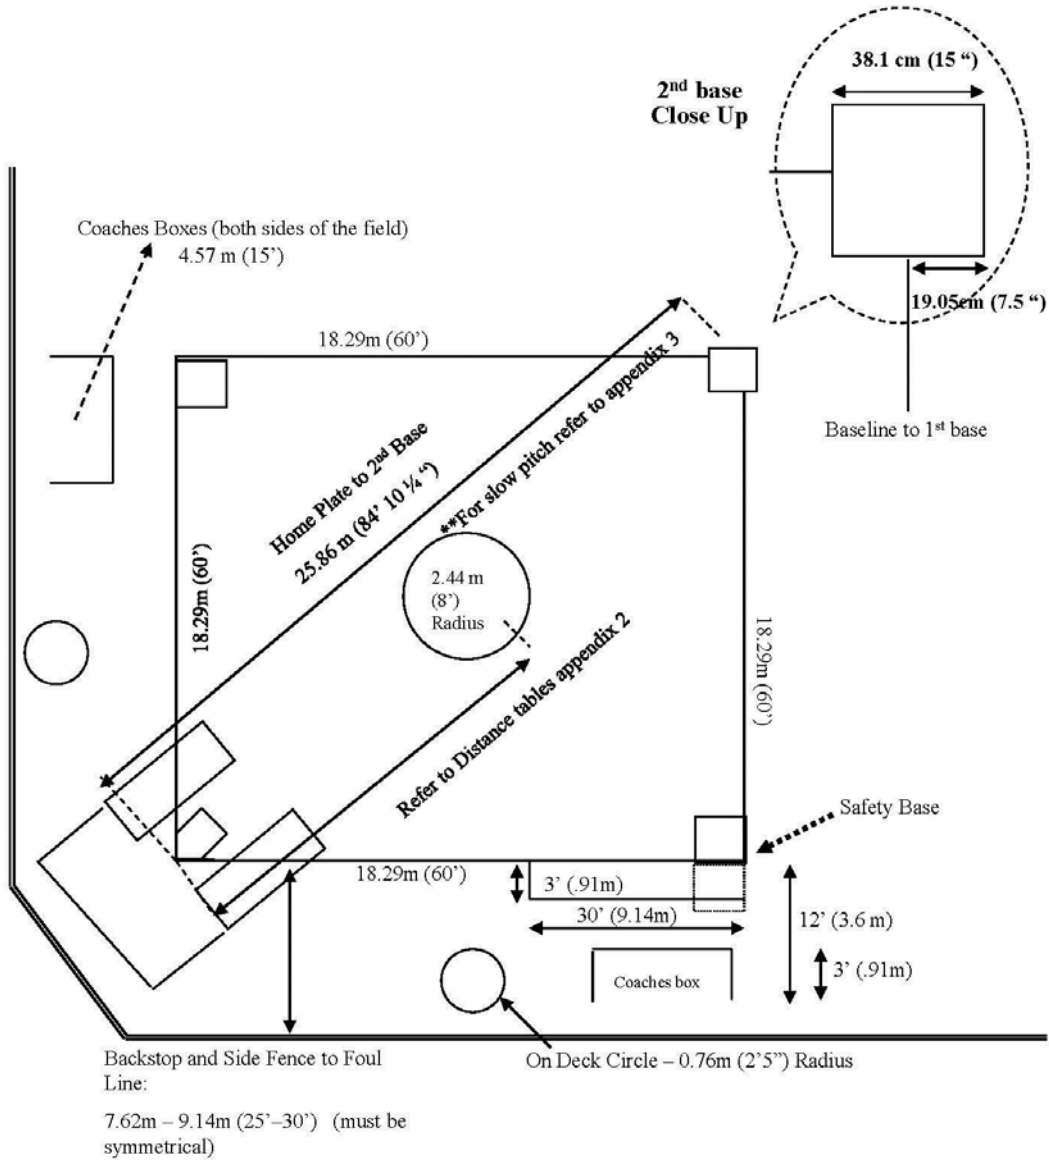 38.1 cm (15 “)
2nd base
Close Up
19.05cm (7.5 “)
Baseline to 1st base
Coaches Boxes (both sides of the field)
4.57 m (15’)
18.29m (60’)
Home Plate to 2nd Base
25.86 m (84’ 10 ¼ “)
**For slow pitch refer to appendix 3
2.44 m
(8’)
Radius
18.29m (60’)
18.29m (60’)
Refer to Distance tables appendix 2
Safety Base
18.29m (60’)
3’ (.91m)
30’ (9.14m)
12’ (3.6 m)
3’ (.91m)
Coaches box
Backstop and Side Fence to Foul
Line:
7.62m – 9.14m (25’–30’) (must be
symmetrical)
On Deck Circle – 0.76m (2’5”) Radius